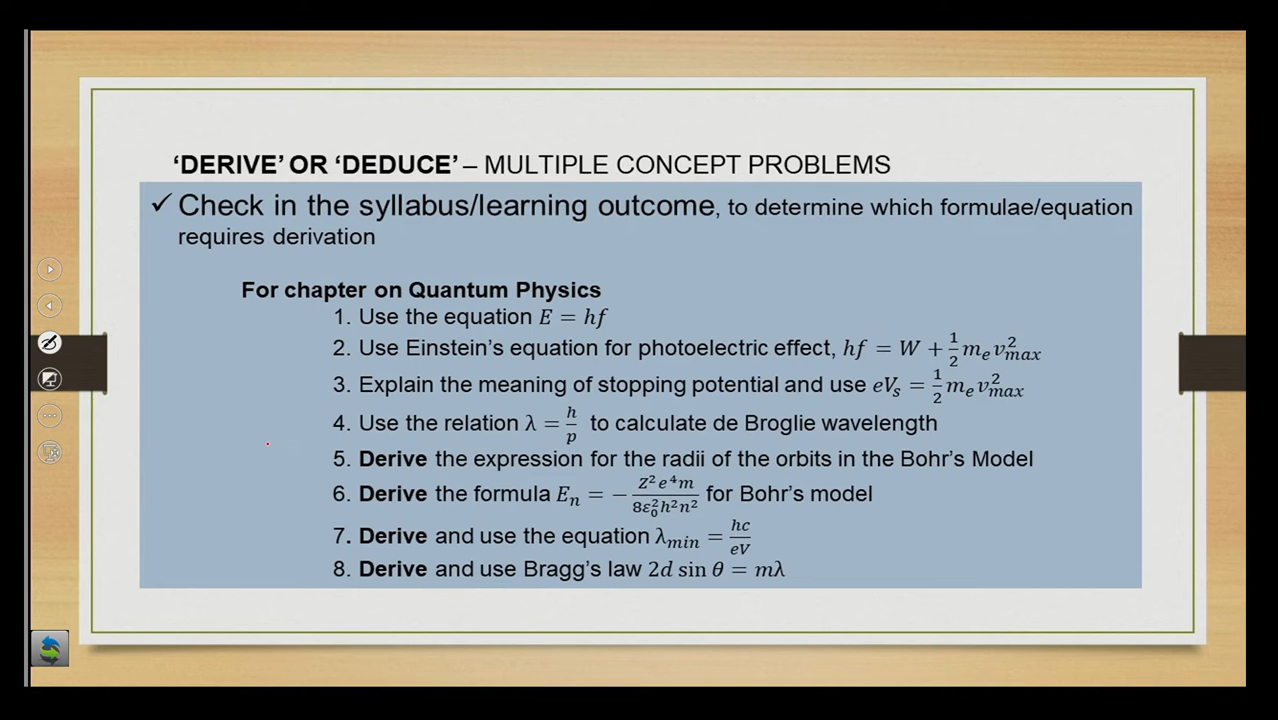 ‘DERIVE’ OR ‘DEDUCE’ – MULTIPLE CONCEPT PROBLEMS
✓ Check in the syllabus/learning outcome, to determine which formulae/equation
requires derivation
For chapter on Quantum Physics
1. Use the equation E = hf
2. Use Einstein’s equation for photoelectric effect, hf = W + ½ mₑv²ₘₐₓ
3. Explain the meaning of stopping potential and use eVₛ = ½ mₑv²ₘₐₓ
4. Use the relation λ = h/p to calculate de Broglie wavelength
5. Derive the expression for the radii of the orbits in the Bohr’s Model
6. Derive the formula Eₙ = − Z²e⁴m / 8ε₀²h²n² for Bohr’s model
7. Derive and use the equation λₘᵢₙ = hc/eV
8. Derive and use Bragg’s law 2d sin θ = mλ